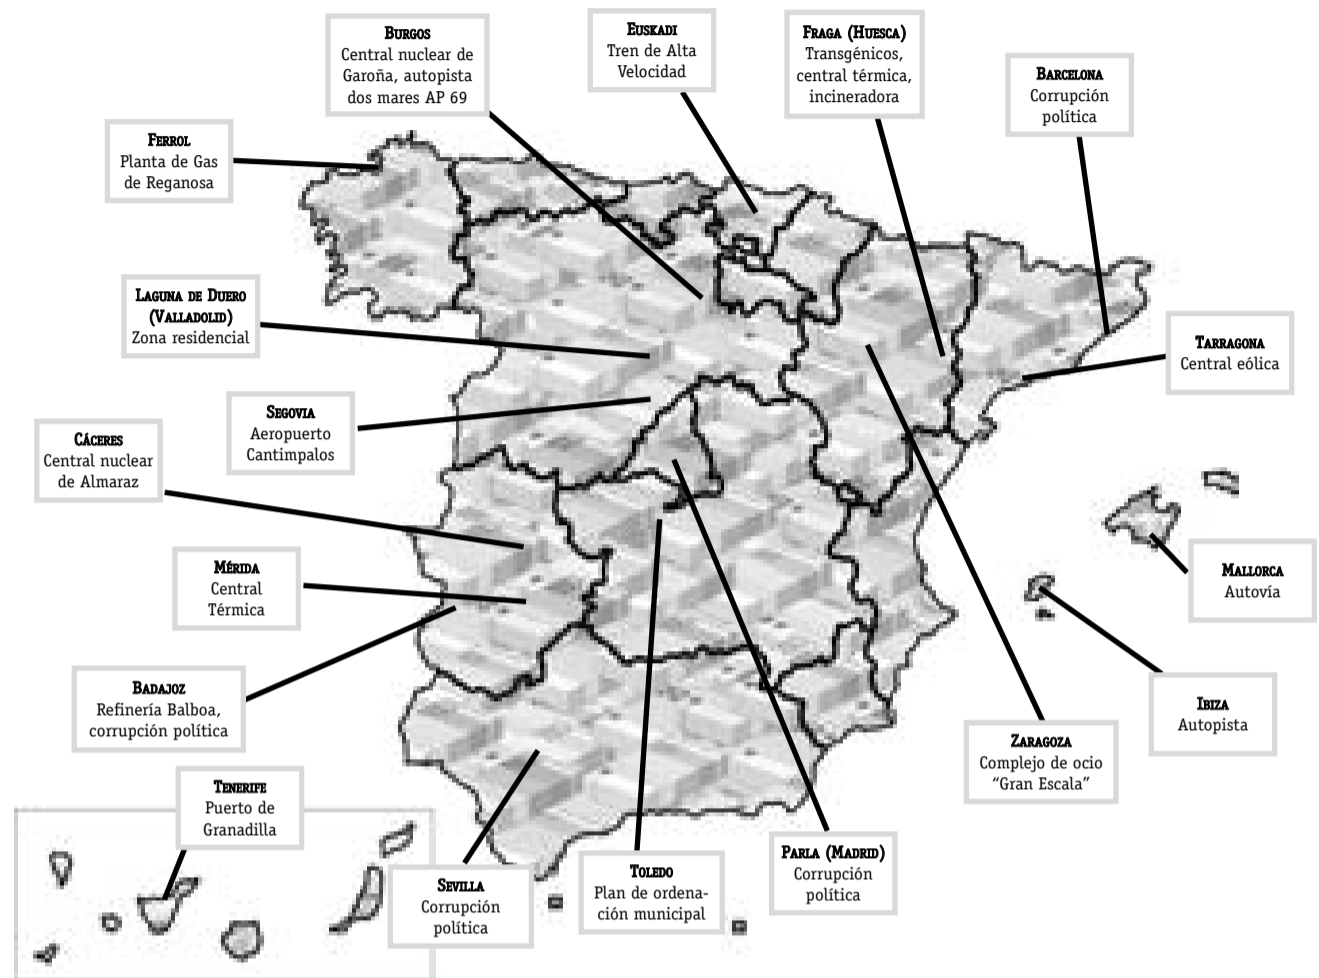 BURGOS
Central nuclear de
Garoña, autopista
dos mares AP 69
EUSKADI
Tren de Alta
Velocidad
FRAGA (HUESCA)
Transgénicos,
central térmica,
incineradora
BARCELONA
Corrupción
política
FERROL
Planta de Gas
de Reganosa
LAGUNA DE DUERO
(VALLADOLID)
Zona residencial
TARRAGONA
Central eólica
SEGOVIA
Aeropuerto
Cantimpalos
CÁCERES
Central nuclear
de Almaraz
MÉRIDA
Central
Térmica
MALLORCA
Autovía
BADAJOZ
Refinería Balboa,
corrupción política
IBIZA
Autopista
ZARAGOZA
Complejo de ocio
“Gran Escala”
TENERIFE
Puerto de
Granadilla
SEVILLA
Corrupción
política
TOLEDO
Plan de ordena-
ción municipal
PARLA (MADRID)
Corrupción
política